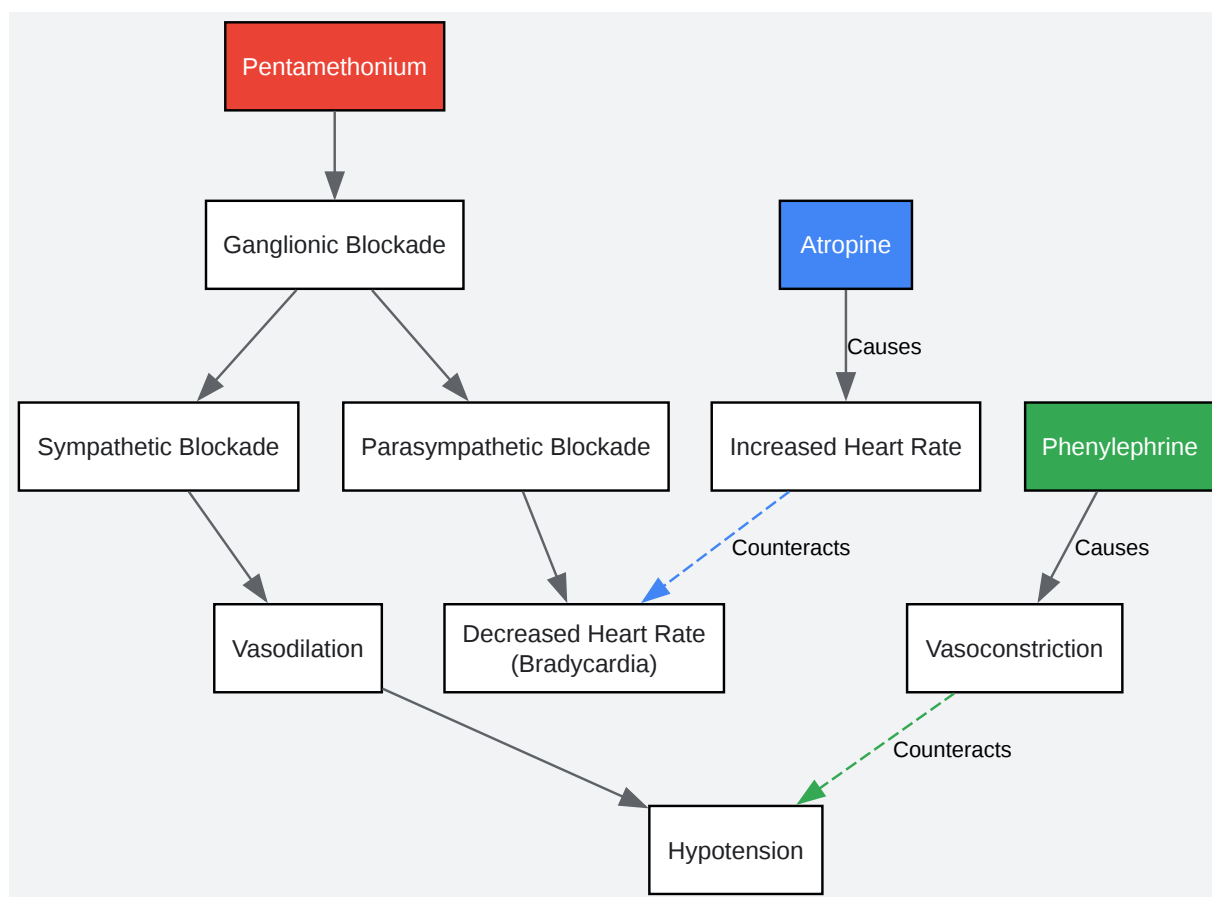 Pentamethonium
Ganglionic Blockade
Atropine
Causes
Sympathetic Blockade
Parasympathetic Blockade
Increased Heart Rate
Phenylephrine
Counteracts
Causes
Vasodilation
Decreased Heart Rate
(Bradycardia)
Vasoconstriction
Counteracts
Hypotension